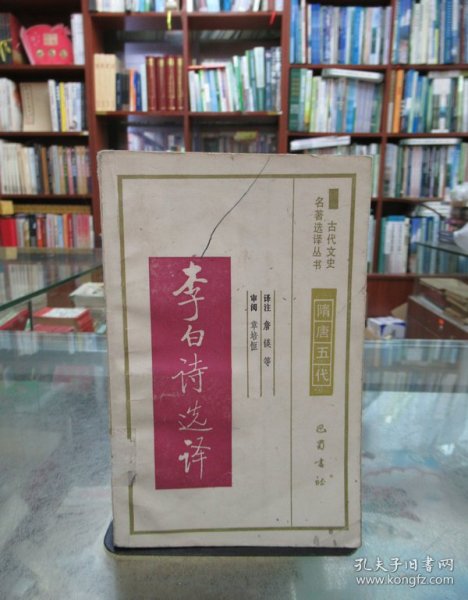 古代文史
名著选译丛书
隋唐五代
巴蜀书社
译注 詹锳 等
审阅 章培恒
李白诗选译
孔夫子旧书网
www.kongfz.com